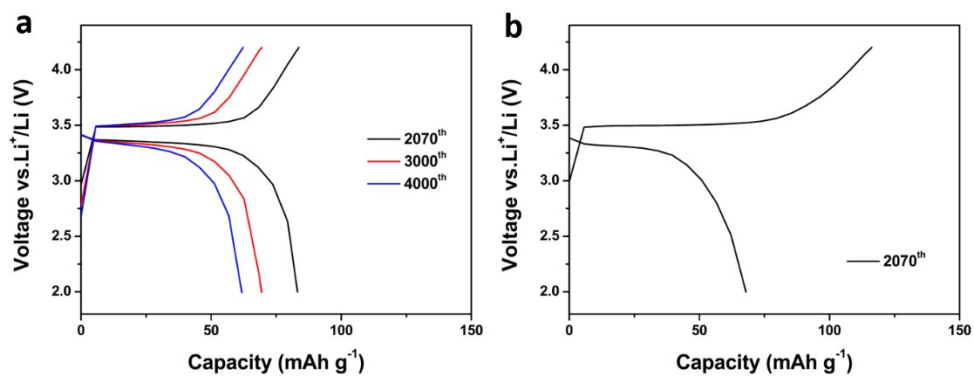 a
Voltage vs.Li⁺/Li (V)
4.0
3.5
3.0
2.5
2.0
0
50
100
150
Capacity (mAh g⁻¹)
2070ᵗʰ
3000ᵗʰ
4000ᵗʰ
b
Voltage vs.Li⁺/Li (V)
4.0
3.5
3.0
2.5
2.0
0
50
100
150
Capacity (mAh g⁻¹)
2070ᵗʰ